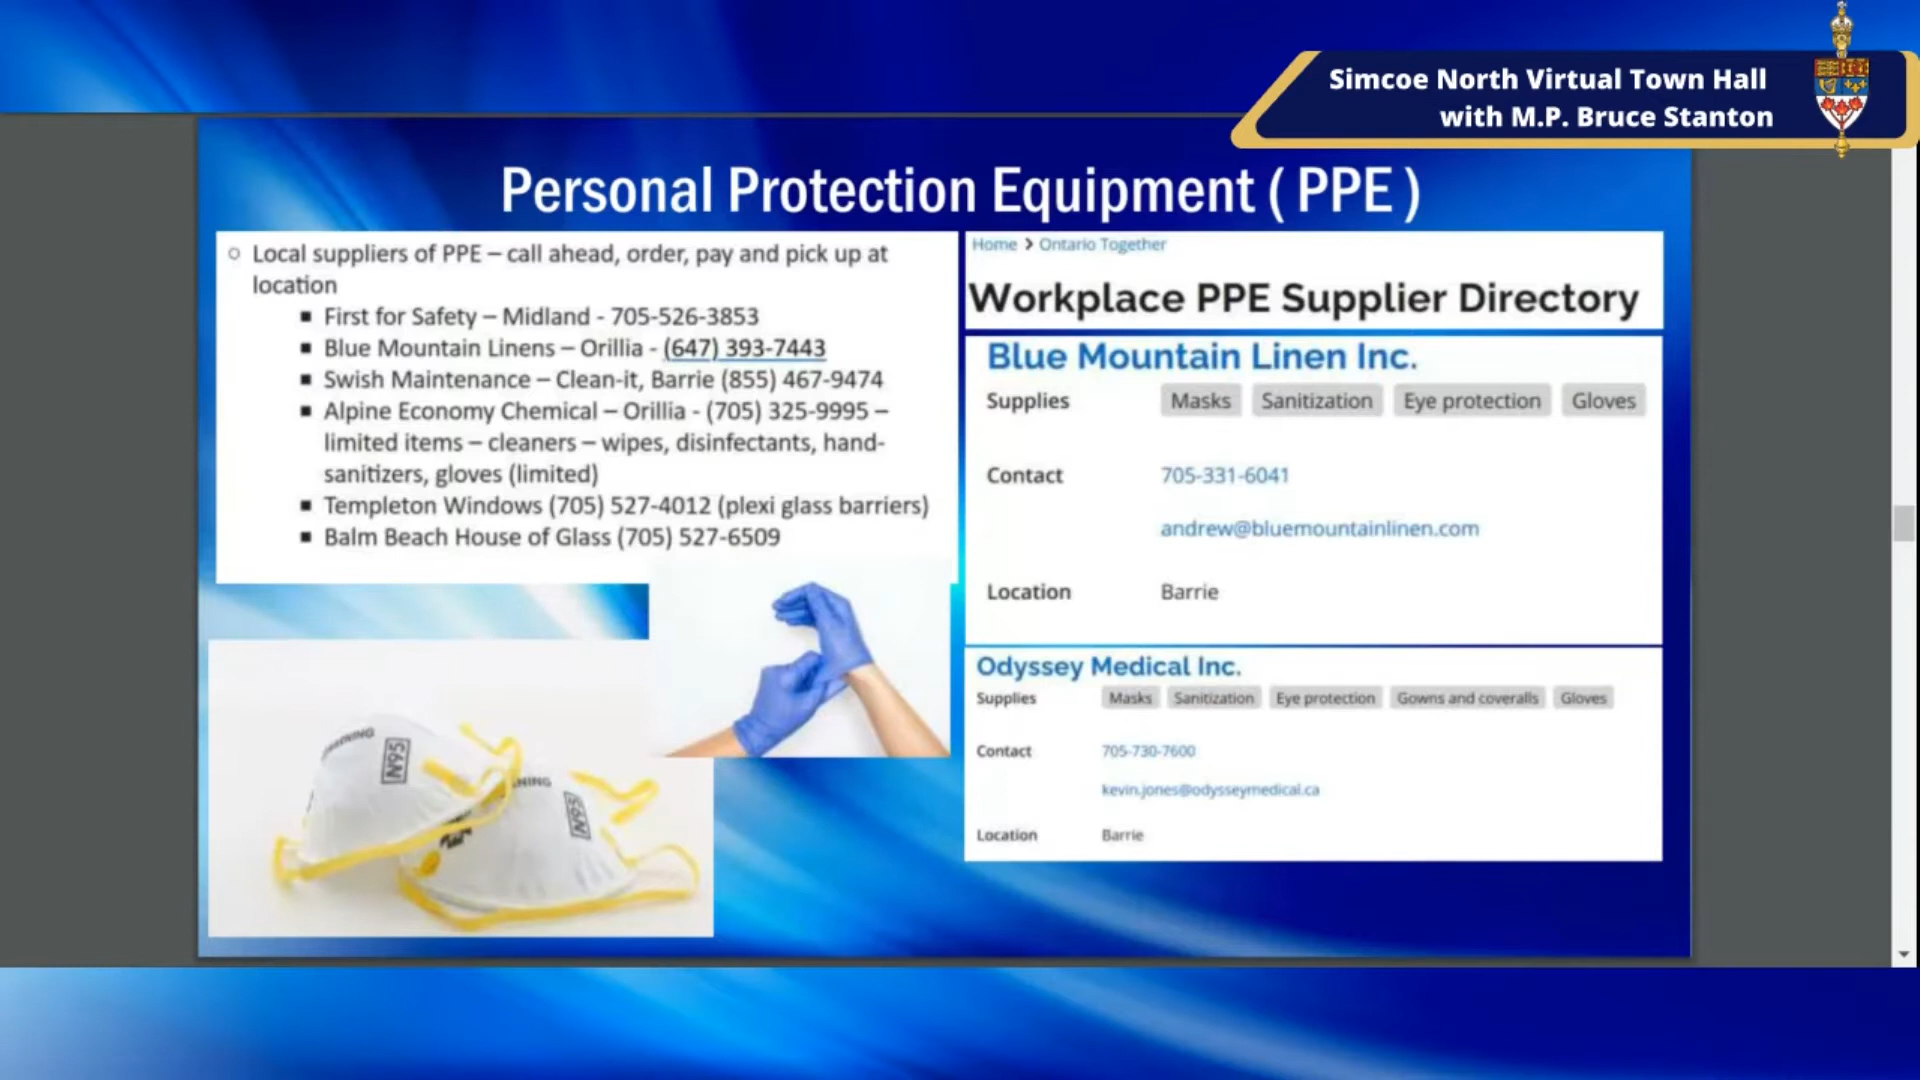 Simcoe North Virtual Town Hall
with M.P. Bruce Stanton
Personal Protection Equipment ( PPE )
○ Local suppliers of PPE – call ahead, order, pay and pick up at
location
▪ First for Safety – Midland - 705-526-3853
▪ Blue Mountain Linens – Orillia - (647) 393-7443
▪ Swish Maintenance – Clean-it, Barrie (855) 467-9474
▪ Alpine Economy Chemical – Orillia - (705) 325-9995 –
limited items – cleaners – wipes, disinfectants, hand-
sanitizers, gloves (limited)
▪ Templeton Windows (705) 527-4012 (plexi glass barriers)
▪ Balm Beach House of Glass (705) 527-6509
Home > Ontario Together
Workplace PPE Supplier Directory
Blue Mountain Linen Inc.
Supplies Masks Sanitization Eye protection Gloves
Contact 705-331-6041
andrew@bluemountainlinen.com
Location Barrie
Odyssey Medical Inc.
Supplies Masks Sanitization Eye protection Gowns and coveralls Gloves
Contact 705-730-7600
kevin.jones@odysseymedical.ca
Location Barrie
N95
N95